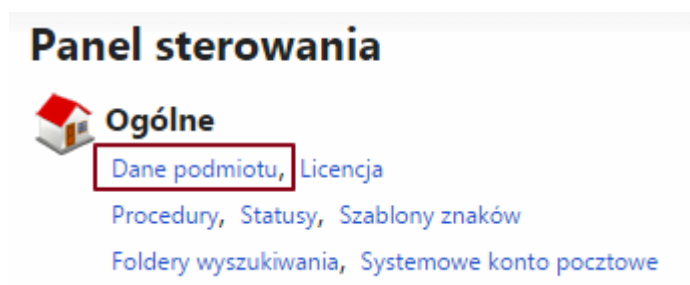 Panel sterowania
Ogólne
Dane podmiotu, Licencja
Procedury, Statusy, Szablony znaków
Foldery wyszukiwania, Systemowe konto pocztowe